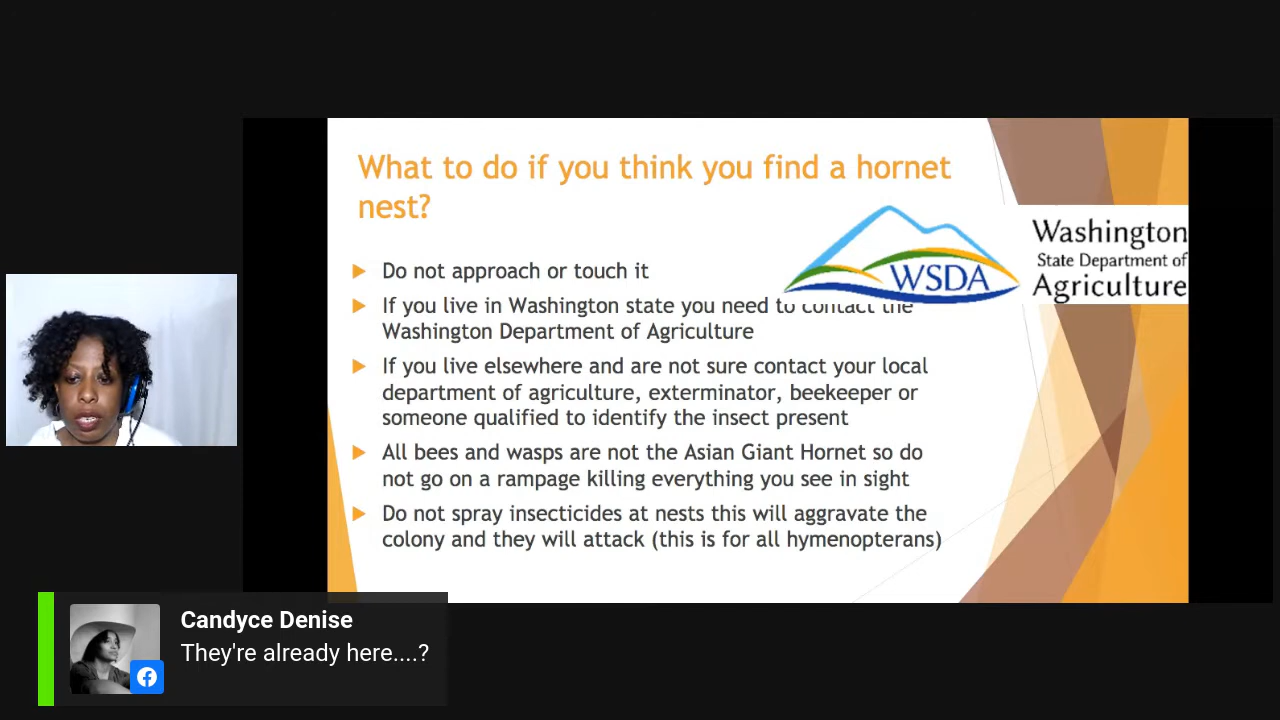 What to do if you think you find a hornet
nest?
WSDA
Washington
State Department of
Agriculture
Do not approach or touch it
If you live in Washington state you need to contact the
Washington Department of Agriculture
If you live elsewhere and are not sure contact your local
department of agriculture, exterminator, beekeeper or
someone qualified to identify the insect present
All bees and wasps are not the Asian Giant Hornet so do
not go on a rampage killing everything you see in sight
Do not spray insecticides at nests this will aggravate the
colony and they will attack (this is for all hymenopterans)
Candyce Denise
They're already here....?